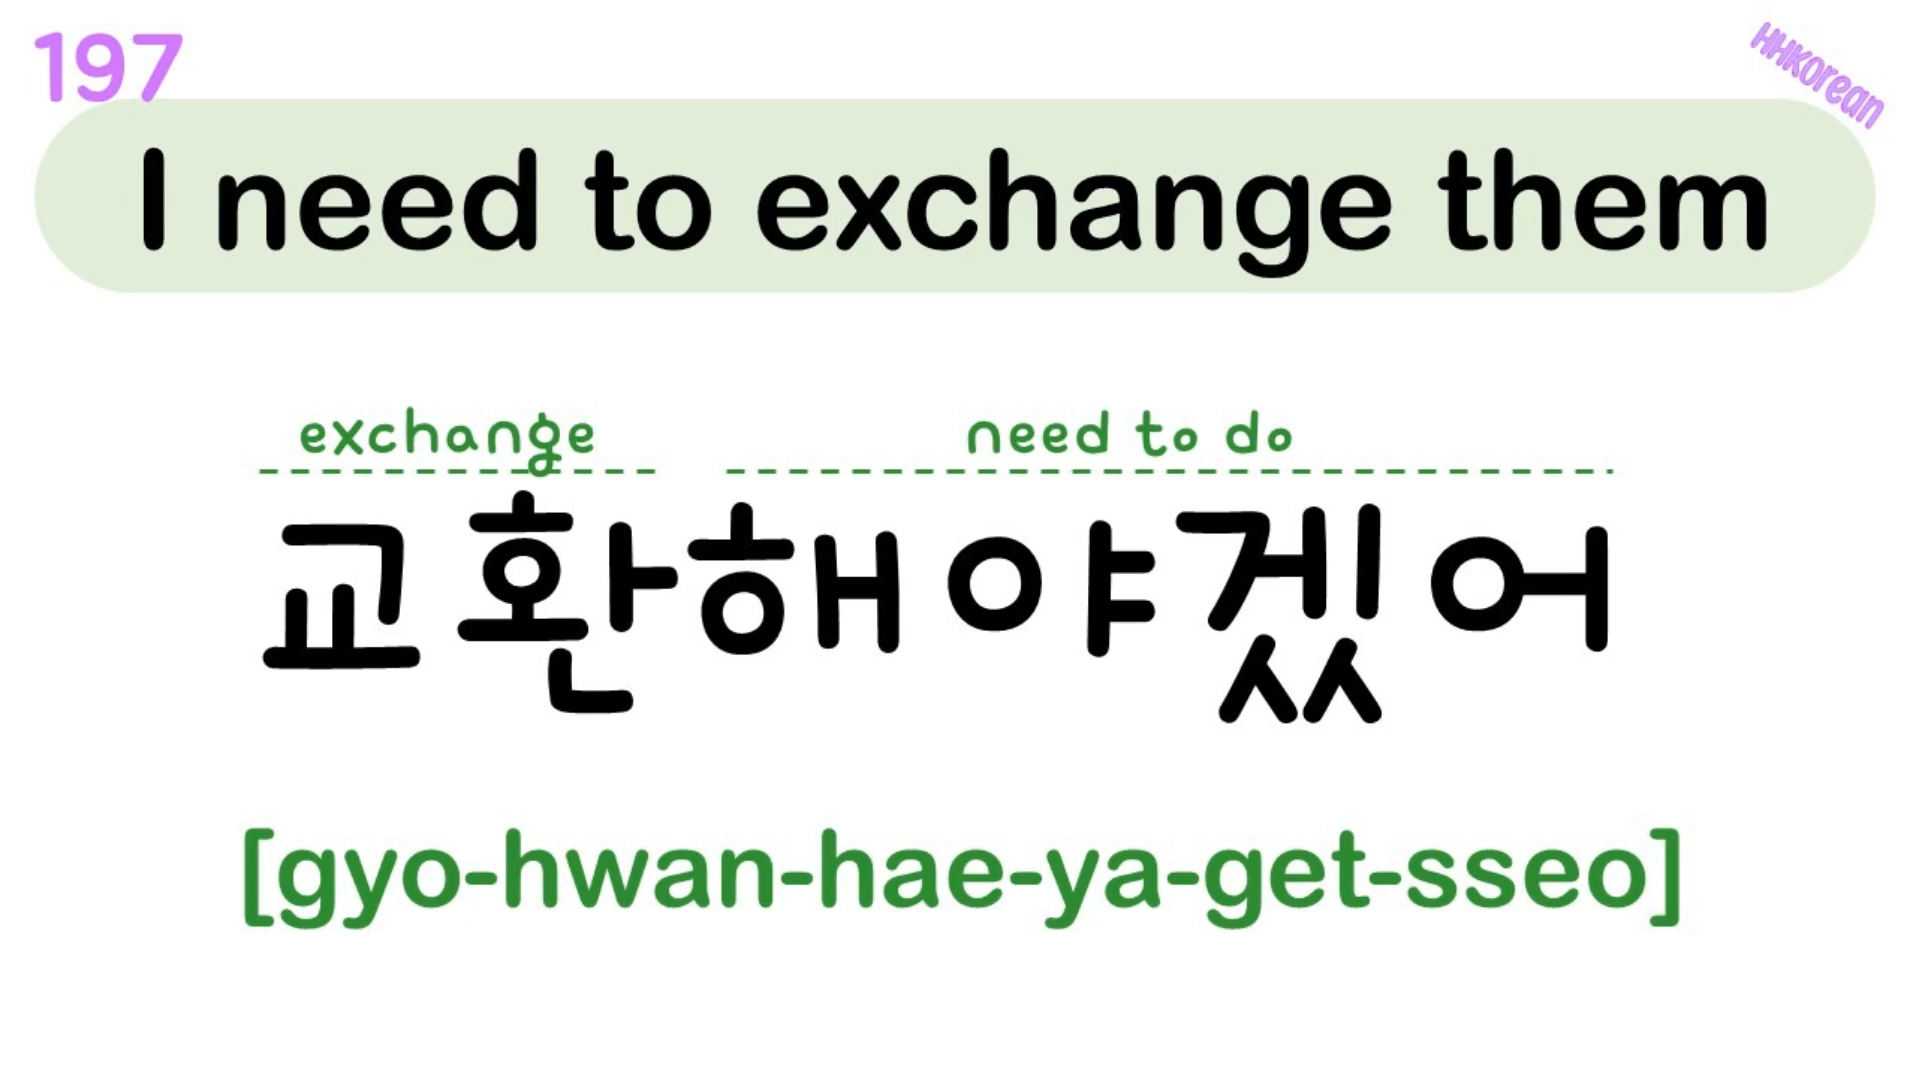 197
HHKorean
I need to exchange them
exchange need to do
교환해야겠어
[gyo-hwan-hae-ya-get-sseo]